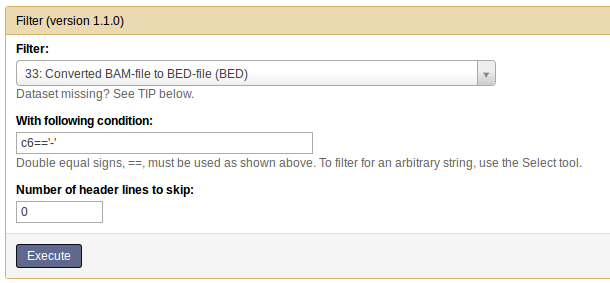 Filter (version 1.1.0)
Filter:
33: Converted BAM-file to BED-file (BED)
Dataset missing? See TIP below.
With following condition:
c6=='-'
Double equal signs, ==, must be used as shown above. To filter for an arbitrary string, use the Select tool.
Number of header lines to skip:
0
Execute